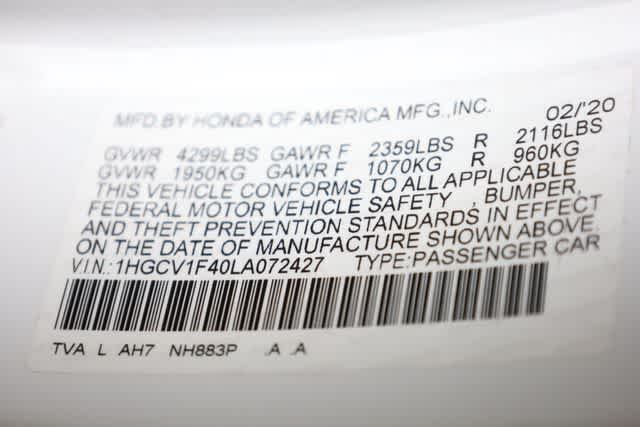 MFD.BY HONDA OF AMERICA MFG.,INC. 02/'20
GVWR 4299LBS GAWR F 2359LBS R 2116LBS
GVWR 1950KG GAWR F 1070KG R 960KG
THIS VEHICLE CONFORMS TO ALL APPLICABLE
FEDERAL MOTOR VEHICLE SAFETY , BUMPER,
AND THEFT PREVENTION STANDARDS IN EFFECT
ON THE DATE OF MANUFACTURE SHOWN ABOVE.
V.I.N.:1HGCV1F40LA072427 TYPE:PASSENGER CAR
TVA L AH7 NH883P .A .A